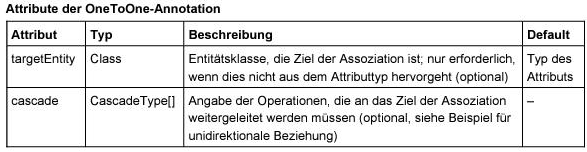 Attribute der OneToOne-Annotation
Attribut Typ Beschreibung Default
targetEntity Class Entitätsklasse, die Ziel der Assoziation ist; nur erforderlich, Typ des
wenn dies nicht aus dem Attributtyp hervorgeht (optional) Attributs
cascade CascadeType[] Angabe der Operationen, die an das Ziel der Assoziation –
weitergeleitet werden müssen (optional, siehe Beispiel für
unidirektionale Beziehung)